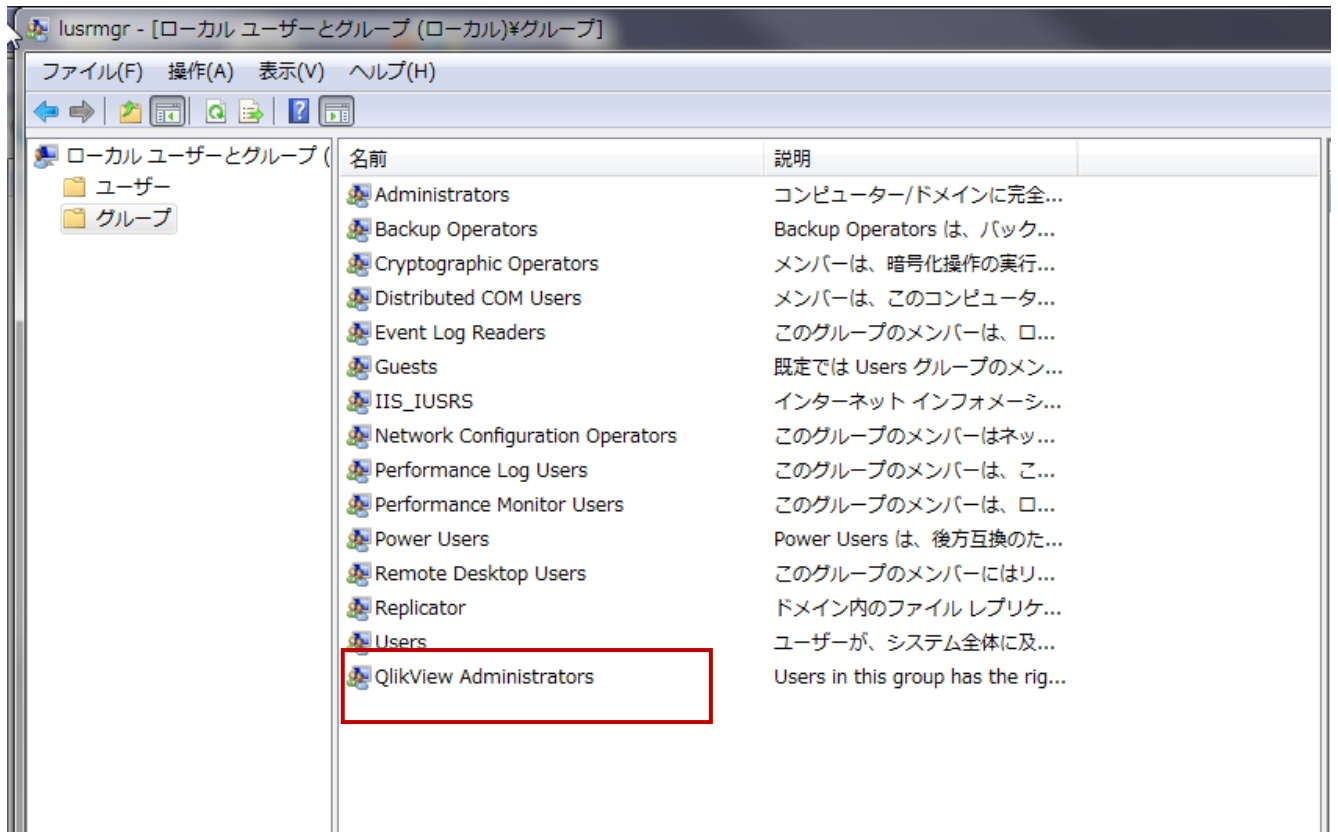 lusrmgr - [ローカル ユーザーとグループ (ローカル)¥グループ]
ファイル(F) 操作(A) 表示(V) ヘルプ(H)
ローカル ユーザーとグループ (
ユーザー
グループ
名前 説明
Administrators コンピューター/ドメインに完全...
Backup Operators Backup Operators は、バック...
Cryptographic Operators メンバーは、暗号化操作の実行...
Distributed COM Users メンバーは、このコンピュータ...
Event Log Readers このグループのメンバーは、ロ...
Guests 既定では Users グループのメン...
IIS_IUSRS インターネット インフォメーシ...
Network Configuration Operators このグループのメンバーはネッ...
Performance Log Users このグループのメンバーは、こ...
Performance Monitor Users このグループのメンバーは、ロ...
Power Users Power Users は、後方互換のた...
Remote Desktop Users このグループのメンバーにはリ...
Replicator ドメイン内のファイル レプリケ...
Users ユーザーが、システム全体に及...
QlikView Administrators Users in this group has the rig...